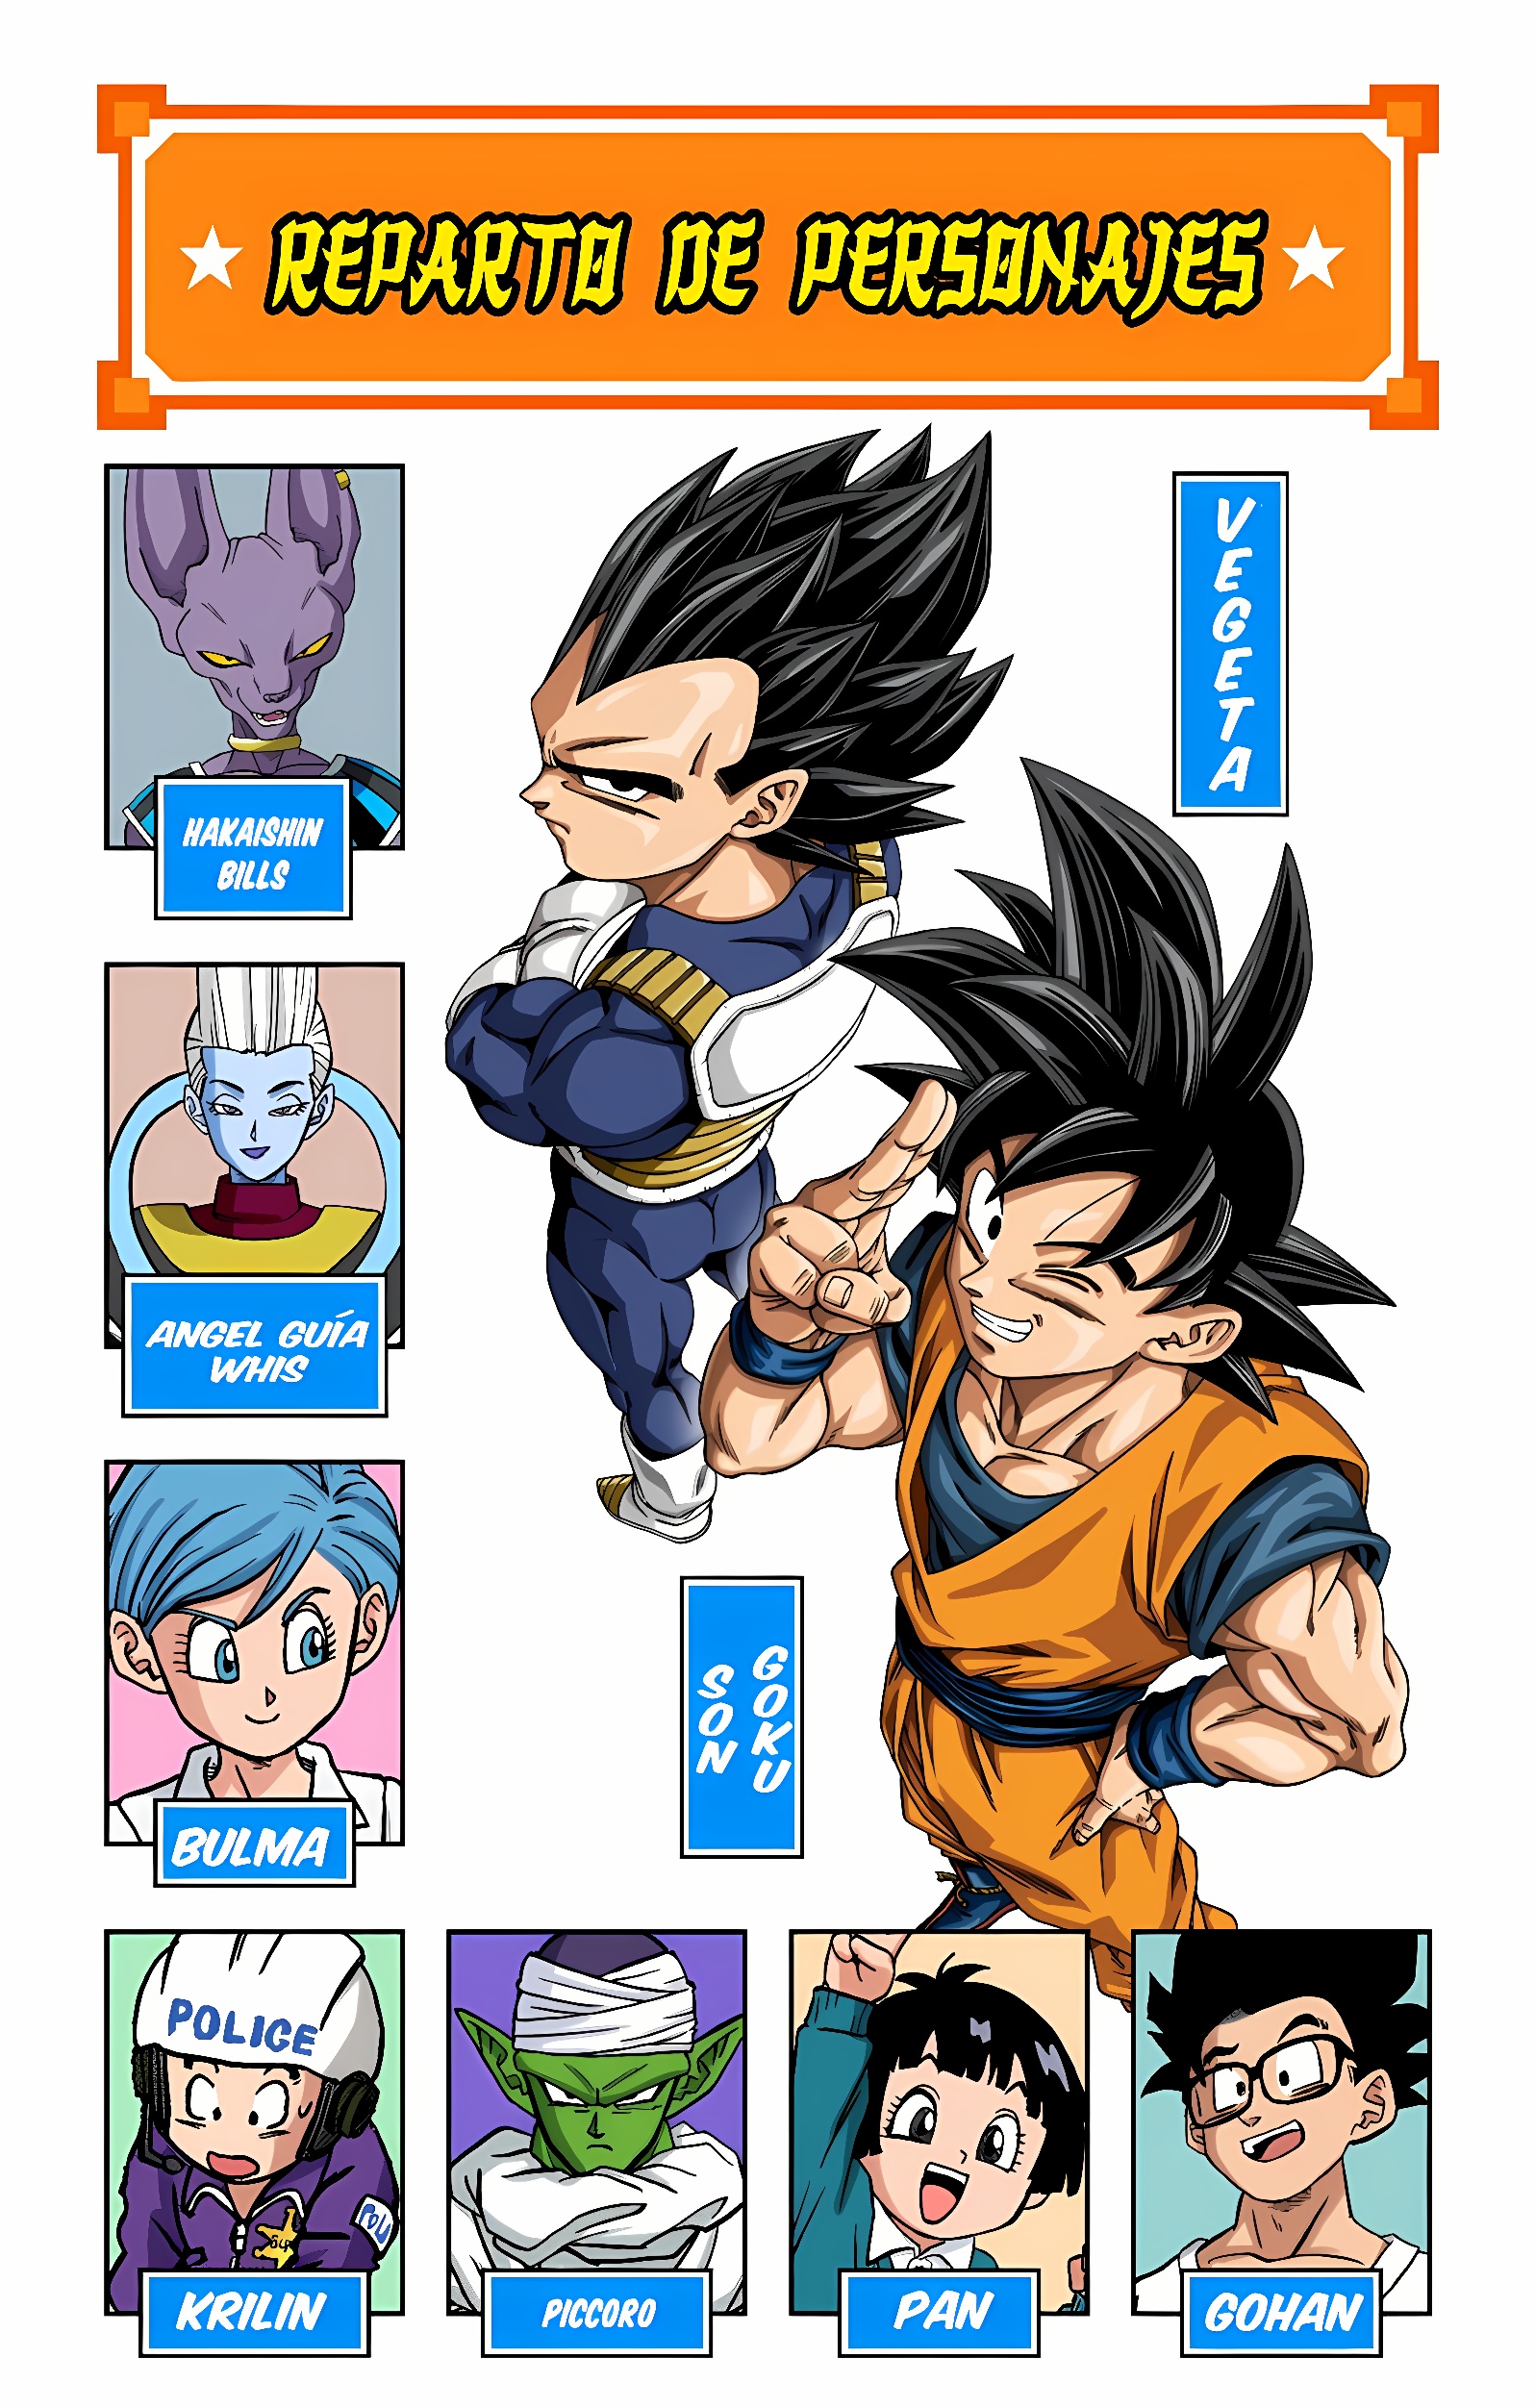 REPARTO DE PERSONAJES
VEGETA
HAKAISHIN
BILLS
ANGEL GUÍA
WHIS
BULMA
SON
GOKU
POLICE
KRILIN
PICCORO
PAN
GOHAN